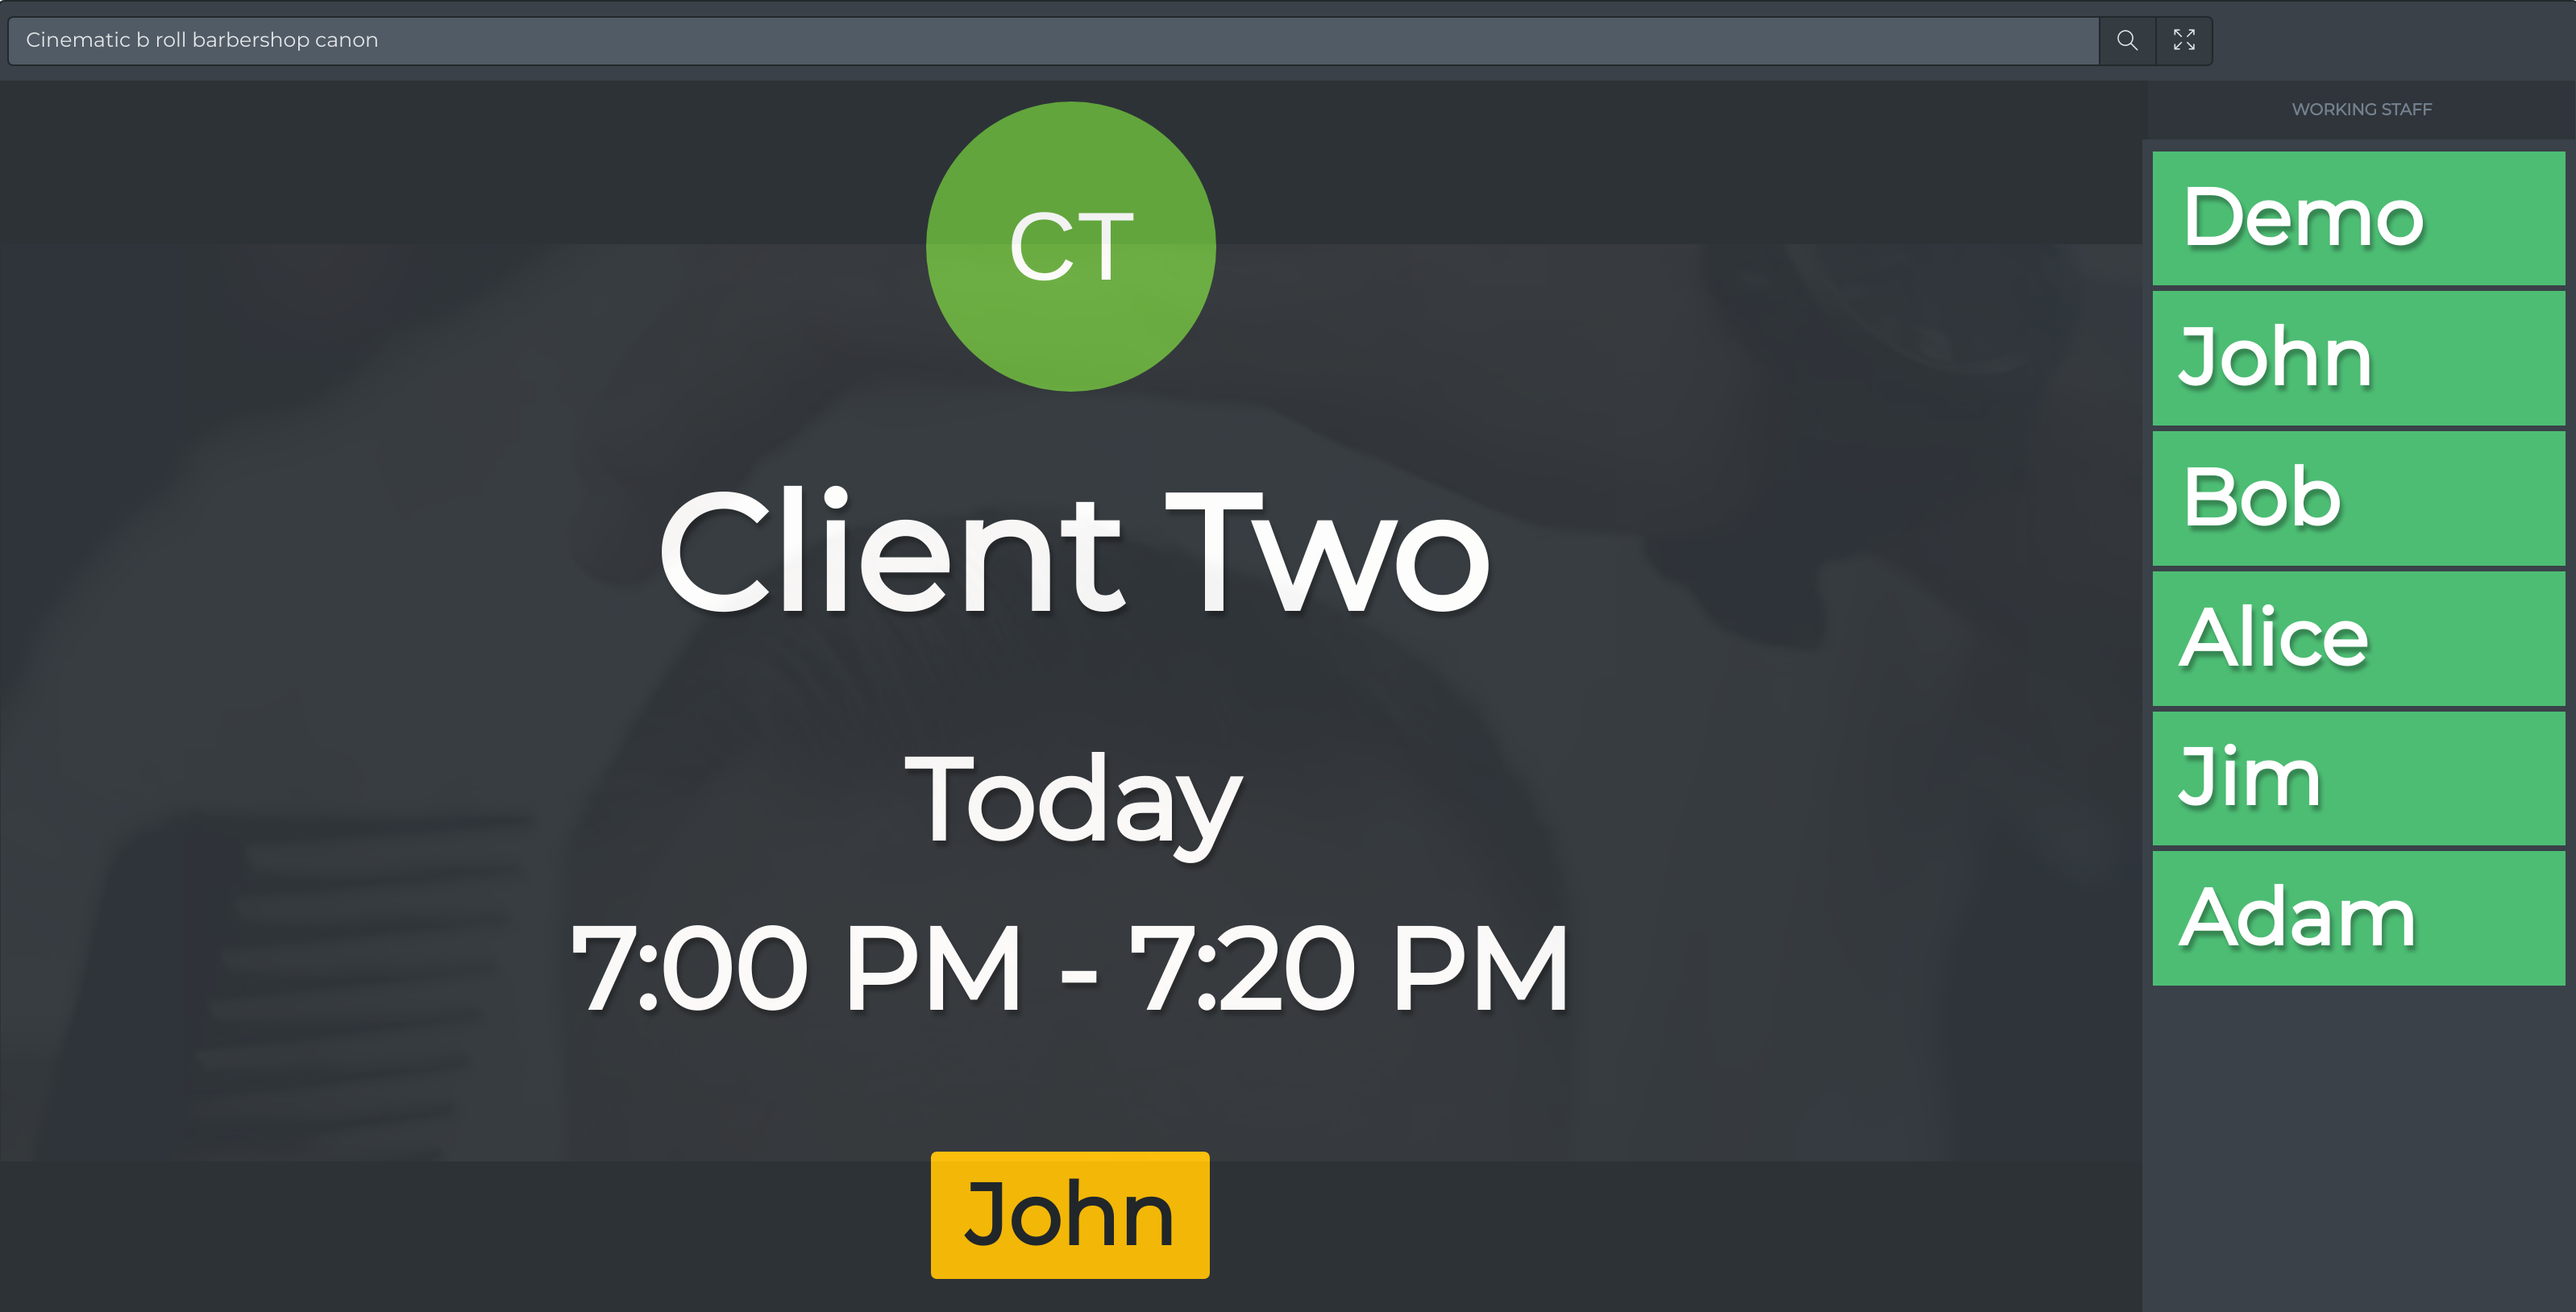 Cinematic b roll barbershop canon
CT
Client Two
Today
7:00 PM - 7:20 PM
John
WORKING STAFF
Demo
John
Bob
Alice
Jim
Adam